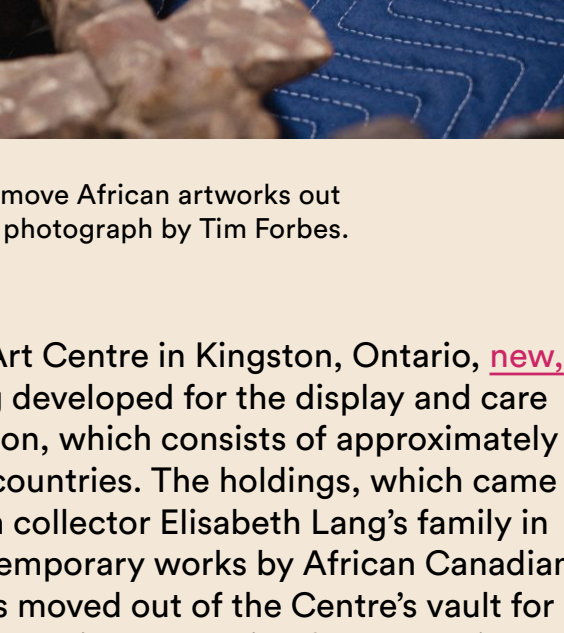 move African artworks out
photograph by Tim Forbes.
Art Centre in Kingston, Ontario, new,
developed for the display and care
on, which consists of approximately
countries. The holdings, which came
collector Elisabeth Lang's family in
emporary works by African Canadian
s moved out of the Centre's vault for